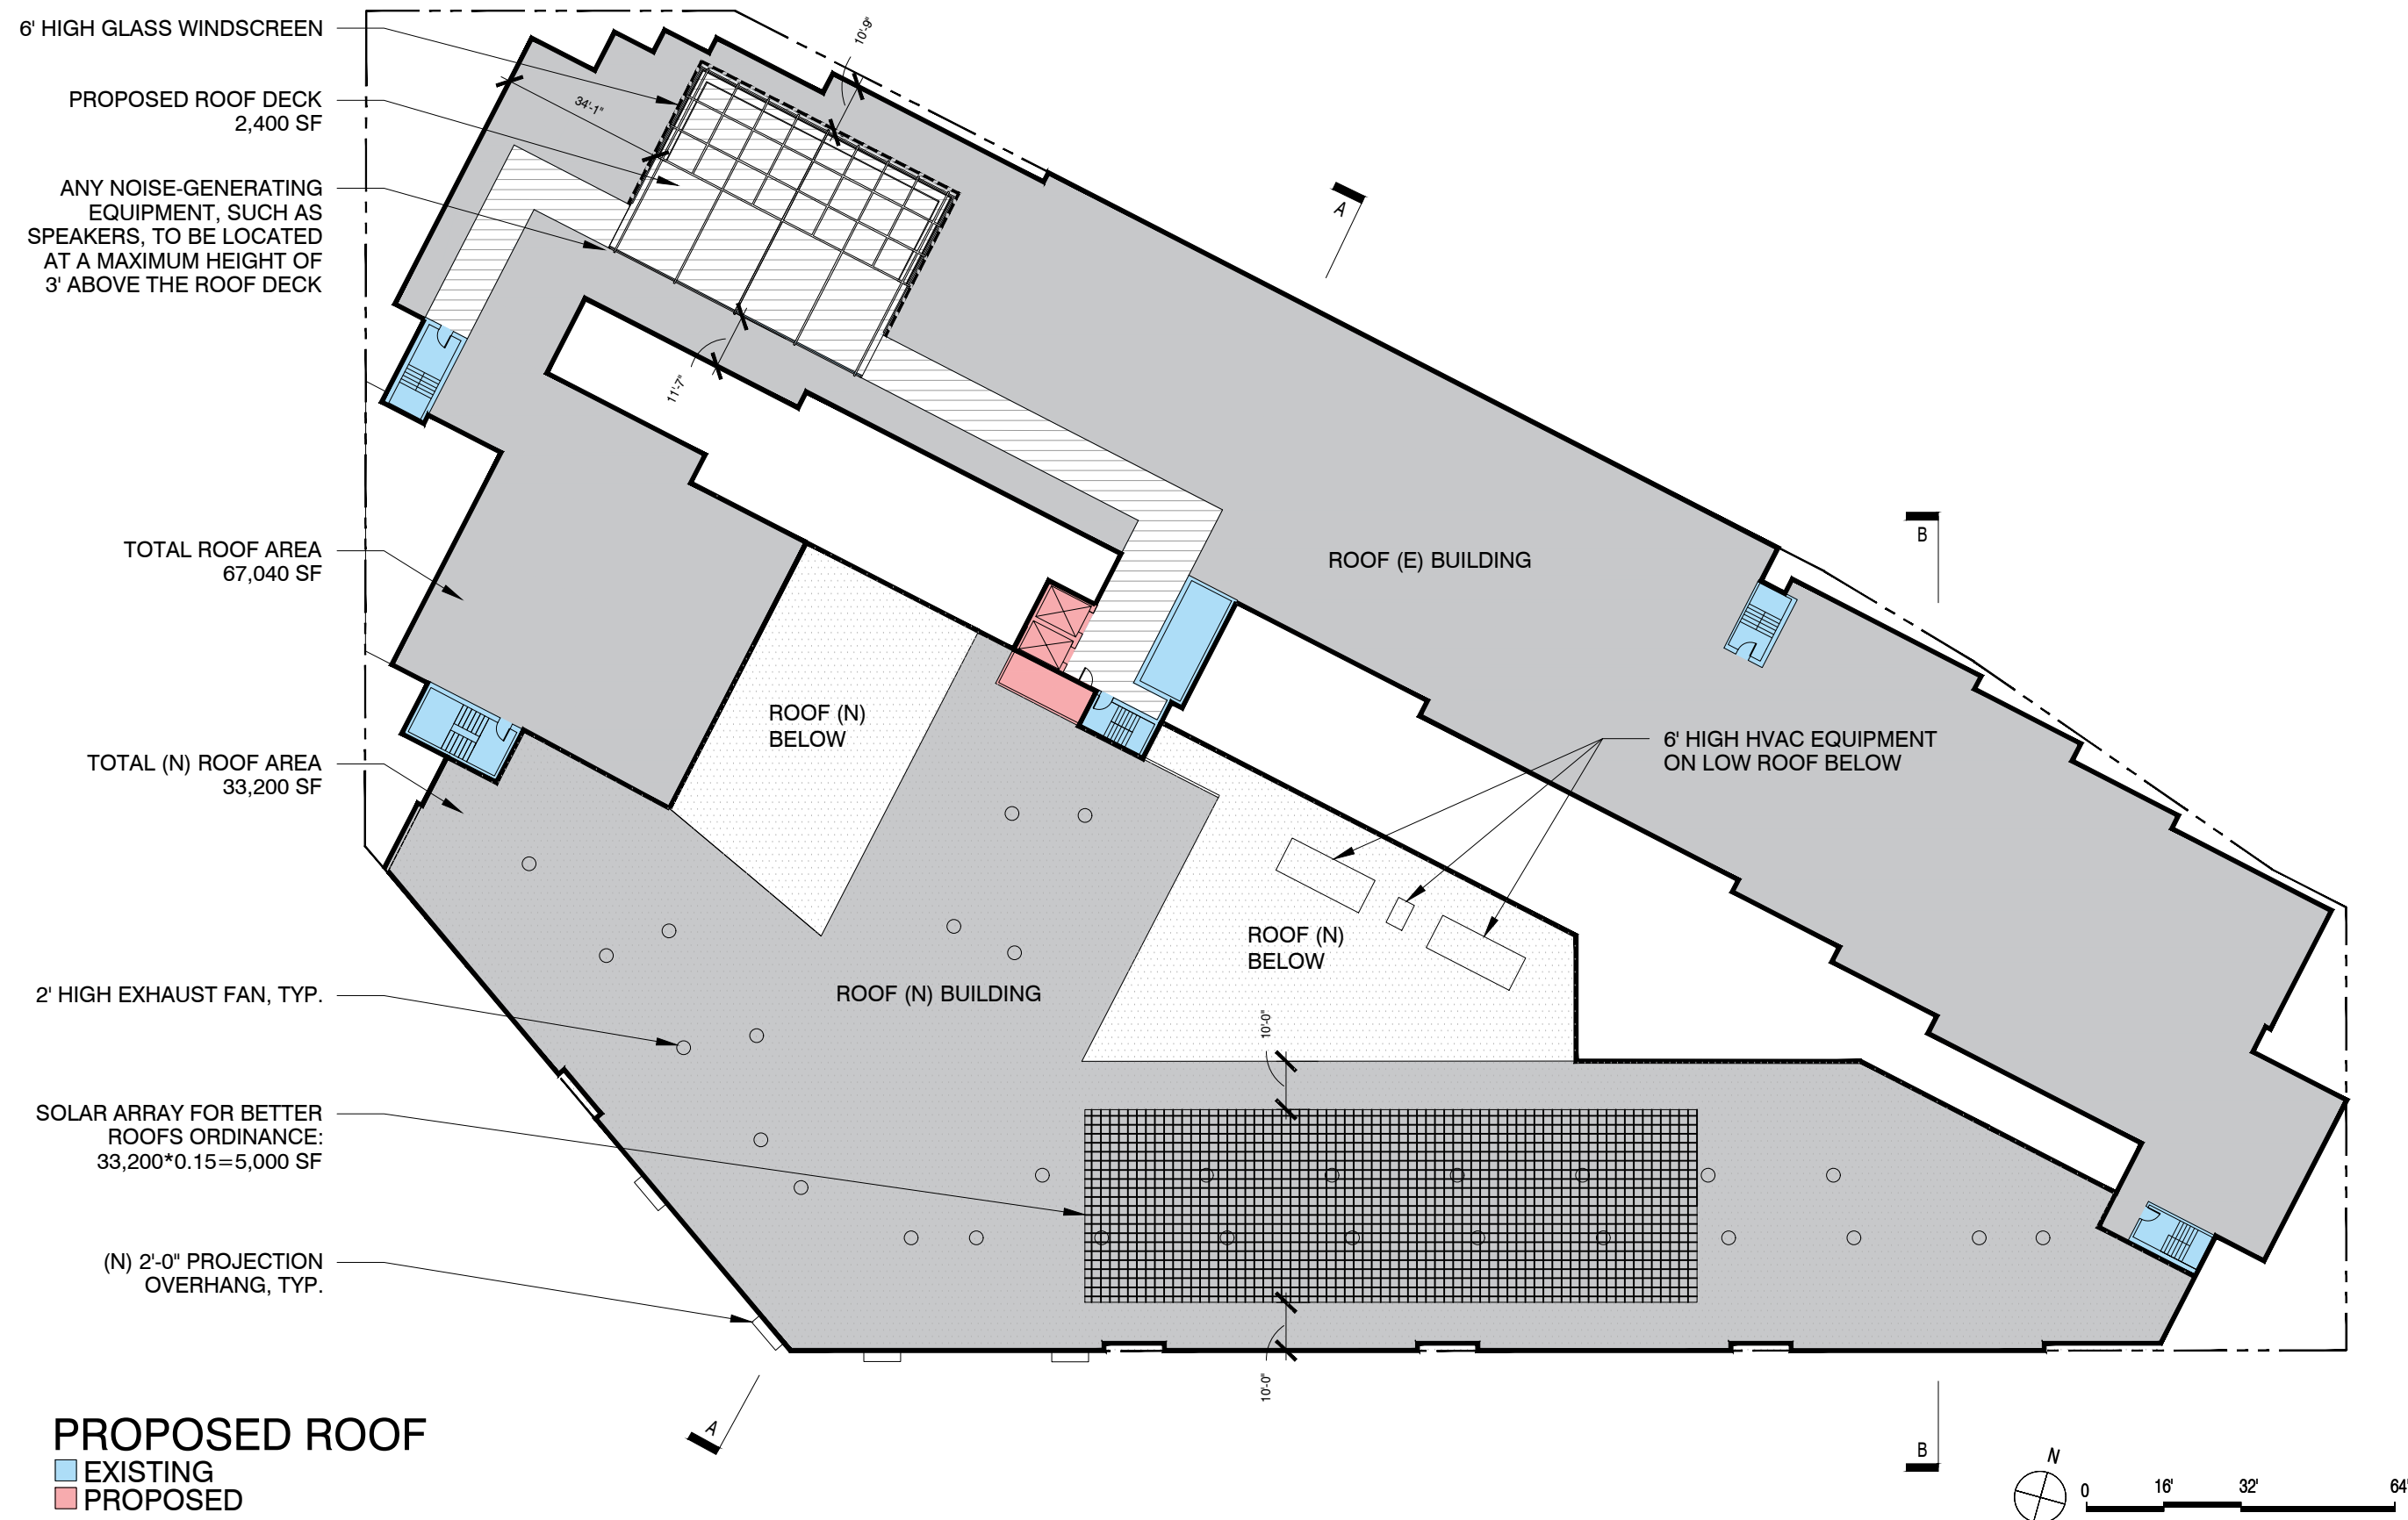 6' HIGH GLASS WINDSCREEN
PROPOSED ROOF DECK
2,400 SF
ANY NOISE-GENERATING
EQUIPMENT, SUCH AS
SPEAKERS, TO BE LOCATED
AT A MAXIMUM HEIGHT OF
3' ABOVE THE ROOF DECK
TOTAL ROOF AREA
67,040 SF
TOTAL (N) ROOF AREA
33,200 SF
2' HIGH EXHAUST FAN, TYP.
SOLAR ARRAY FOR BETTER
ROOFS ORDINANCE:
33,200*0.15=5,000 SF
(N) 2'-0" PROJECTION
OVERHANG, TYP.
10'-9"
34'-1"
11'-7"
A
B
ROOF (E) BUILDING
ROOF (N)
BELOW
6' HIGH HVAC EQUIPMENT
ON LOW ROOF BELOW
ROOF (N)
BELOW
ROOF (N) BUILDING
10'-0"
10'-0"
A
B
PROPOSED ROOF
EXISTING
PROPOSED
N
0 16' 32' 64'